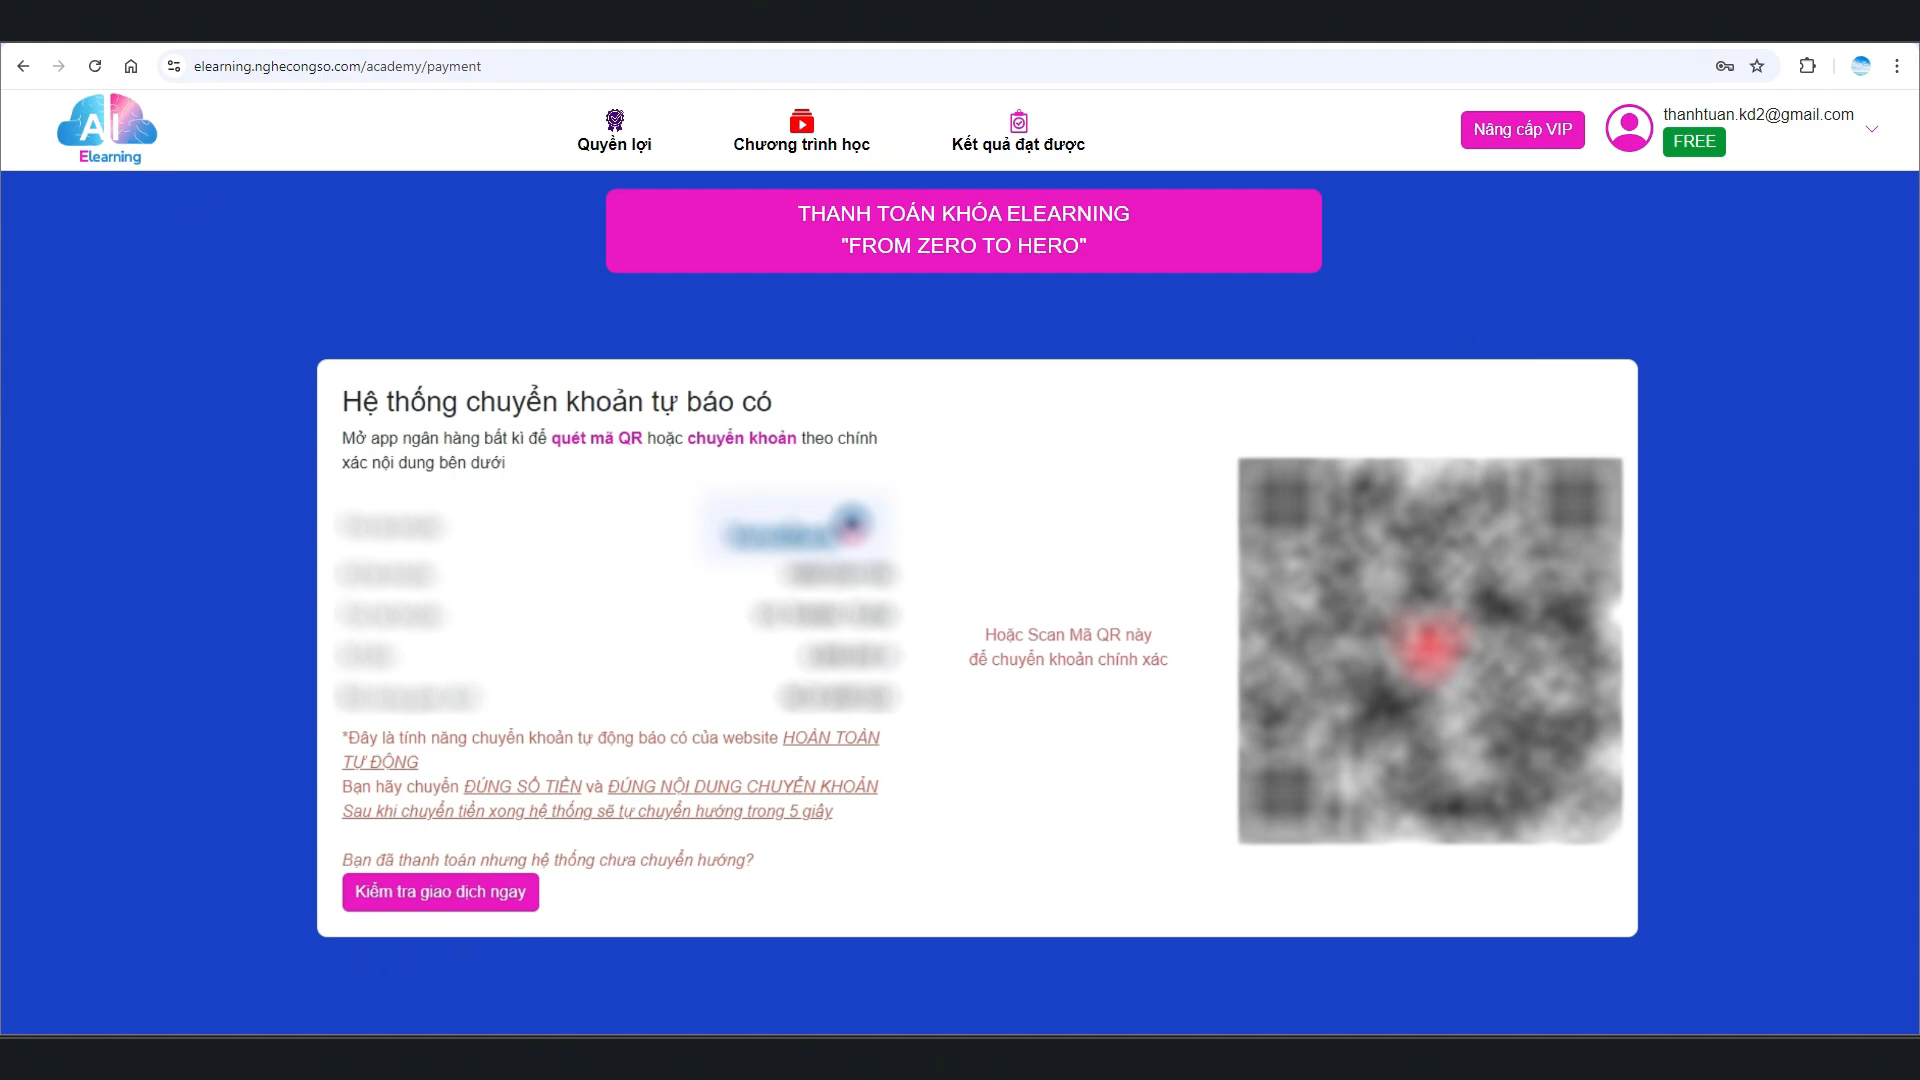 elearning.nghecongso.com/academy/payment
AI
Elearning
Quyền lợi
Chương trình học
Kết quả đạt được
Nâng cấp VIP
thanhtuan.kd2@gmail.com
FREE
THANH TOÁN KHÓA ELEARNING
"FROM ZERO TO HERO"
Hệ thống chuyển khoản tự báo có
Mở app ngân hàng bất kì để quét mã QR hoặc chuyển khoản theo chính
xác nội dung bên dưới
Hoặc Scan Mã QR này
để chuyển khoản chính xác
*Đây là tính năng chuyển khoản tự động báo có của website HOÀN TOÀN
TỰ ĐỘNG
Bạn hãy chuyển ĐÚNG SỐ TIỀN và ĐÚNG NỘI DUNG CHUYỂN KHOẢN
Sau khi chuyển tiền xong hệ thống sẽ tự chuyển hướng trong 5 giây
Bạn đã thanh toán nhưng hệ thống chưa chuyển hướng?
Kiểm tra giao dịch ngay